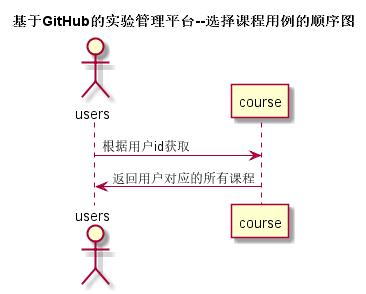 基于GitHub的实验管理平台--选择课程用例的顺序图
users
course
根据用户id获取
返回用户对应的所有课程
users
course